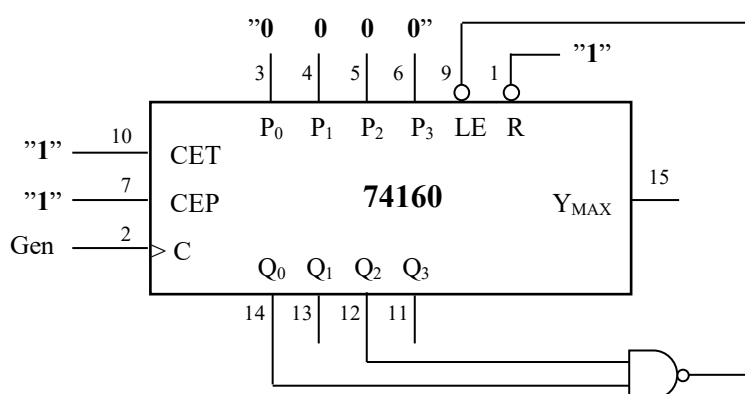 "0 0 0 0"
3 4 5 6 9 1 "1"
P₀ P₁ P₂ P₃ LE R
"1" 10 CET
"1" 7 CEP 74160 Y_MAX 15
Gen 2 C
Q₀ Q₁ Q₂ Q₃
14 13 12 11